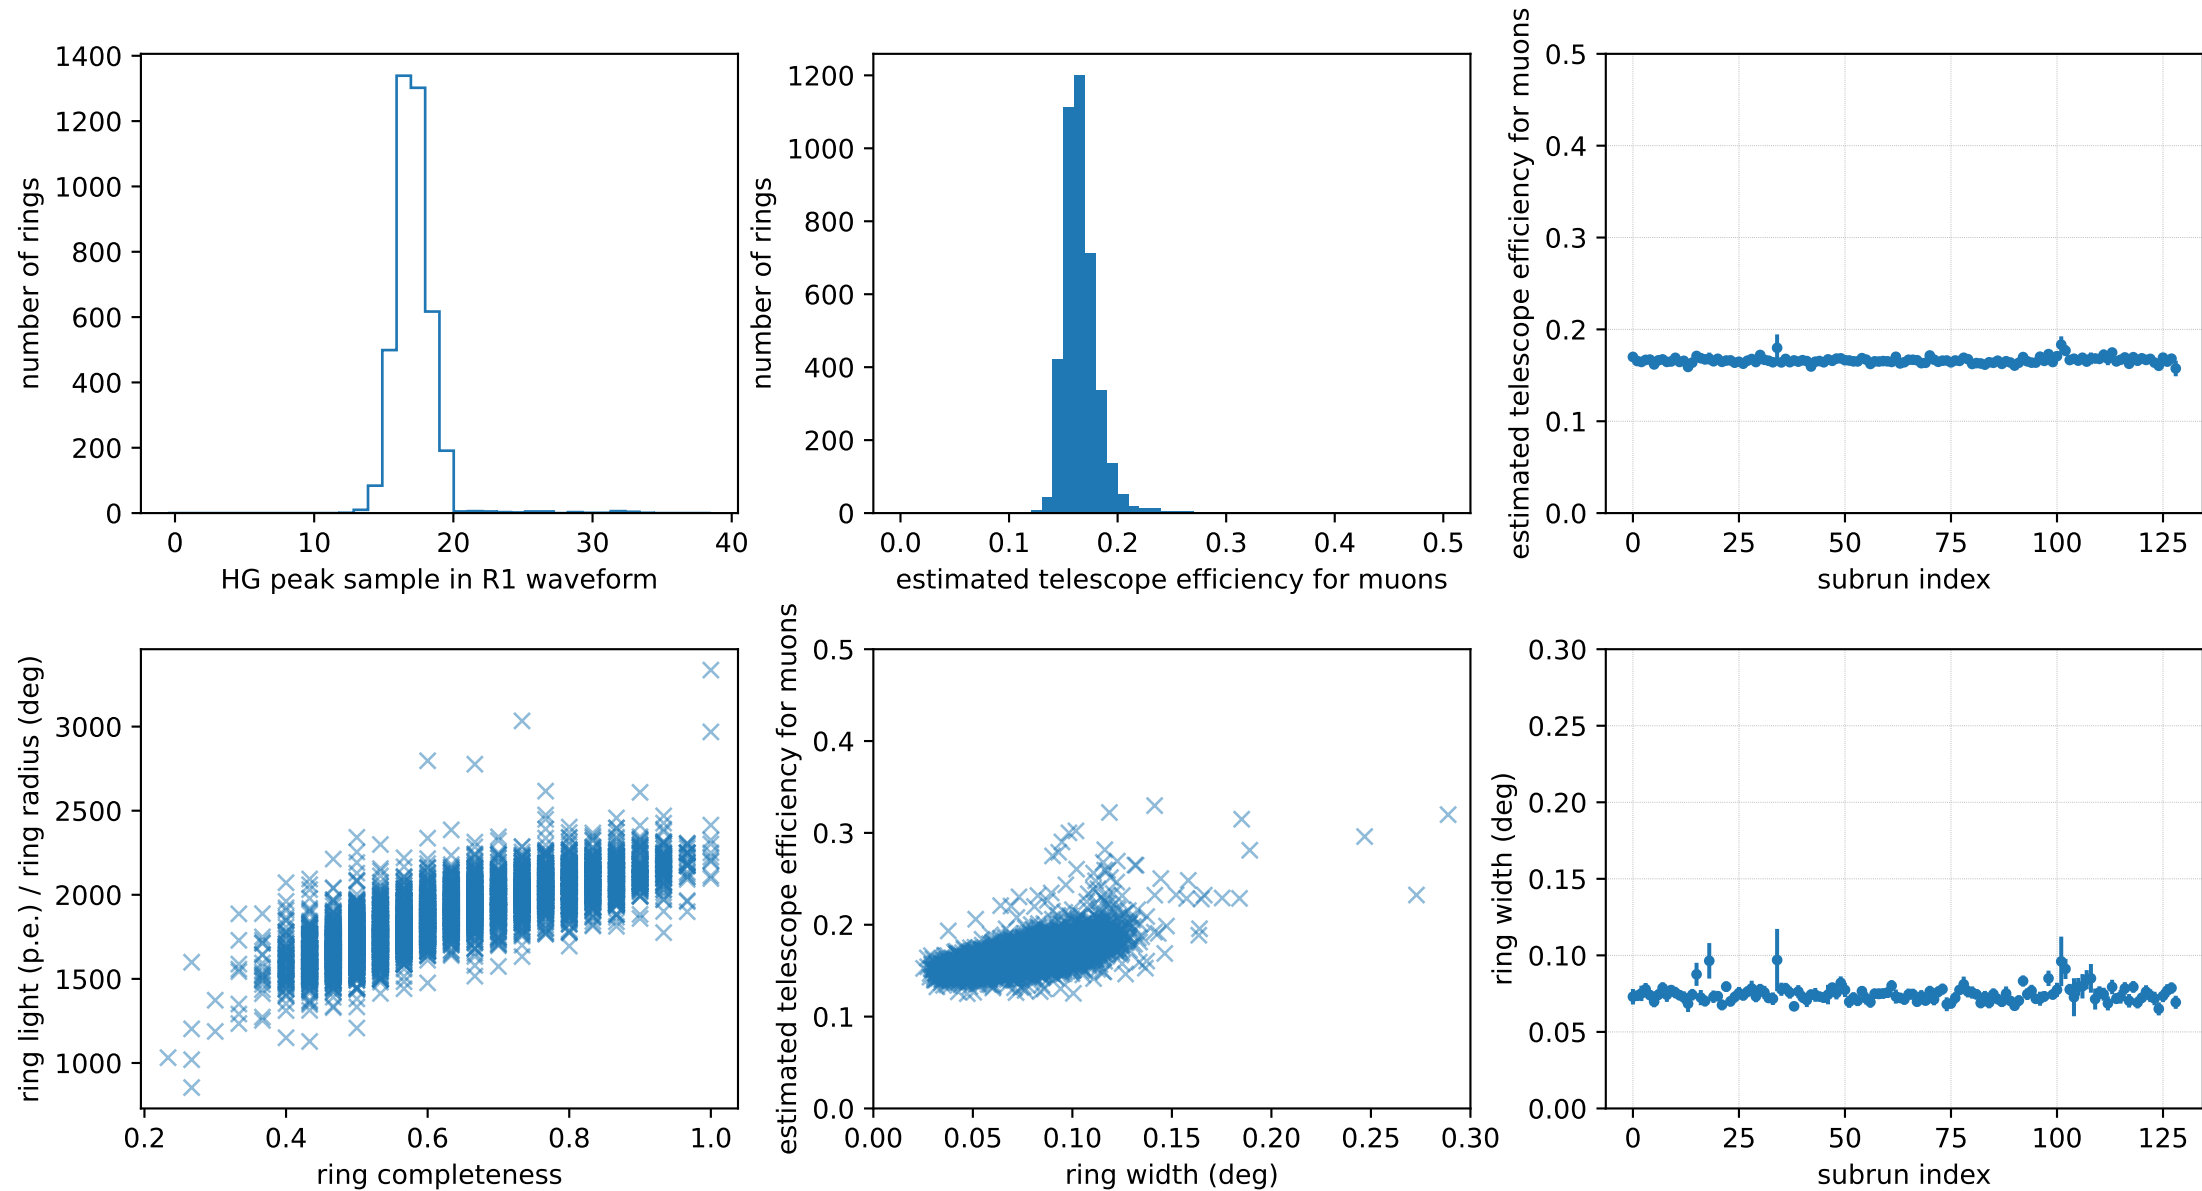 1400
1200
1000
800
600
400
200
0
number of rings
0 10 20 30 40
HG peak sample in R1 waveform
1200
1000
800
600
400
200
0
number of rings
0.0 0.1 0.2 0.3 0.4 0.5
estimated telescope efficiency for muons
0.5
0.4
0.3
0.2
0.1
0.0
estimated telescope efficiency for muons
0 25 50 75 100 125
subrun index
3000
2500
2000
1500
1000
ring light (p.e.) / ring radius (deg)
0.2 0.4 0.6 0.8 1.0
ring completeness
0.5
0.4
0.3
0.2
0.1
0.0
estimated telescope efficiency for muons
0.00 0.05 0.10 0.15 0.20 0.25 0.30
ring width (deg)
0.30
0.25
0.20
0.15
0.10
0.05
0.00
ring width (deg)
0 25 50 75 100 125
subrun index